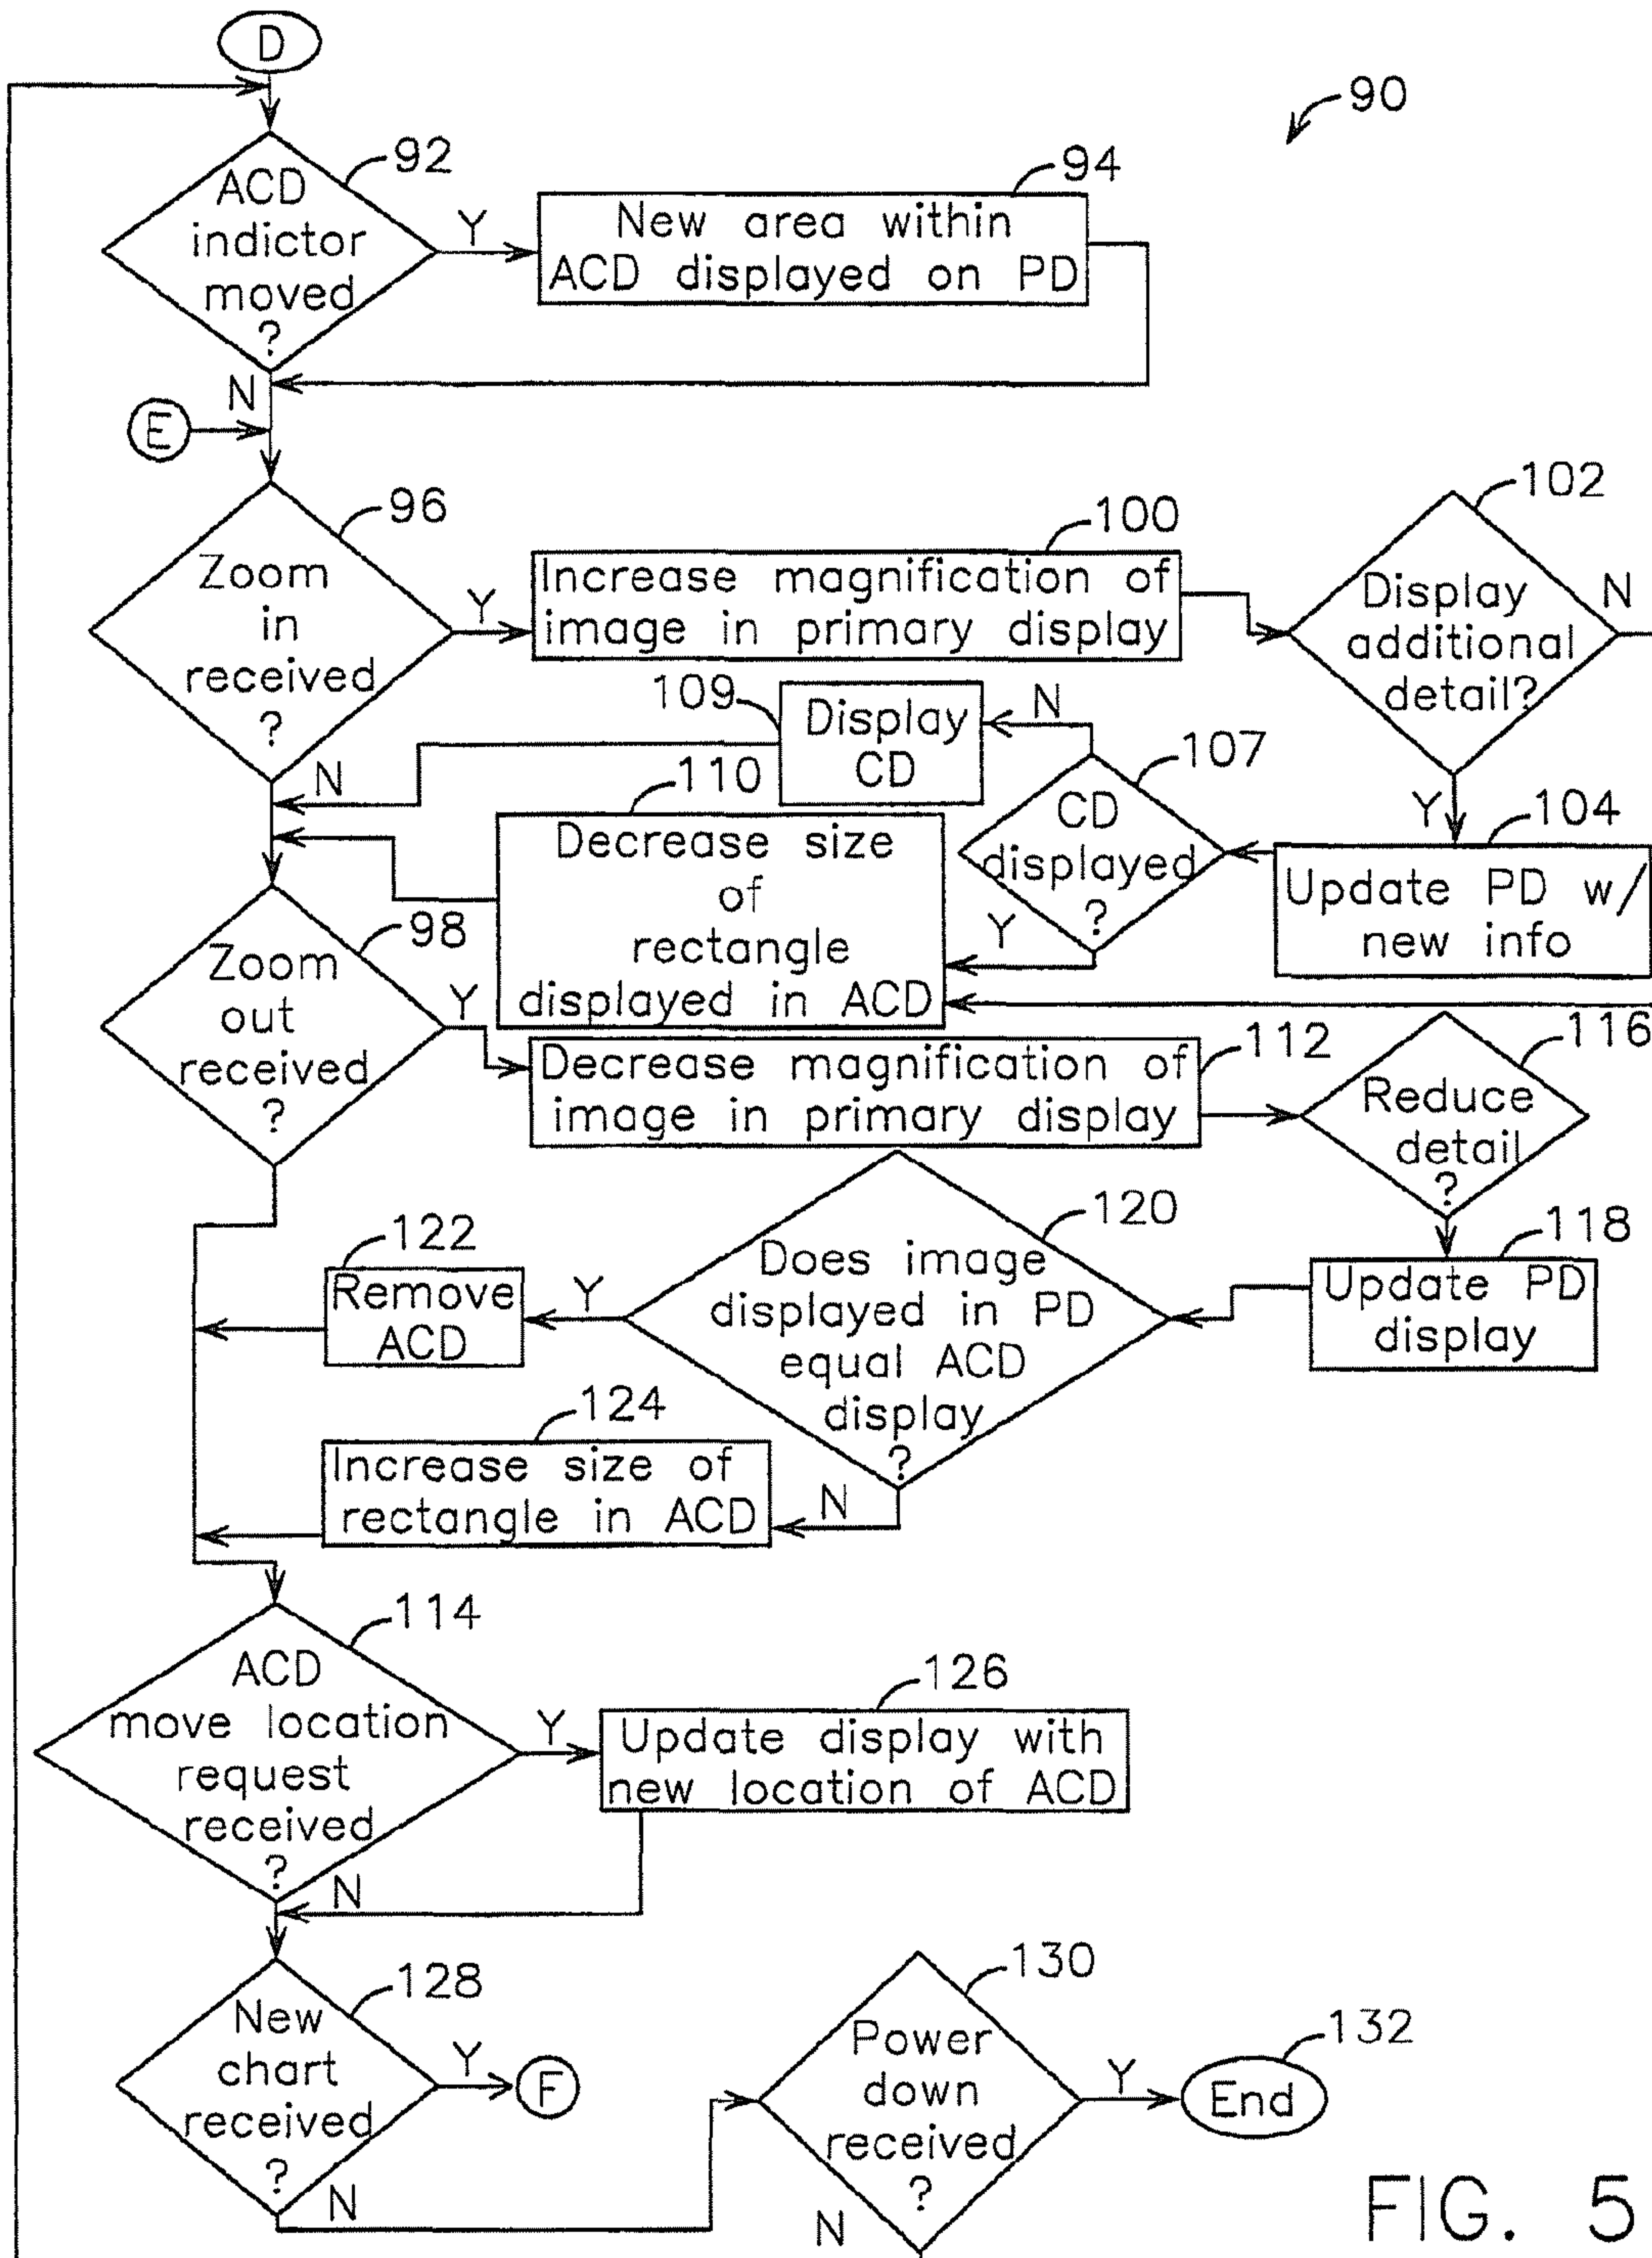 D
90
92
ACD
indictor
moved
?
Y
94
New area within
ACD displayed on PD
N
E
96
Zoom
in
received
?
Y
100
Increase magnification of
image in primary display
102
Display
additional
detail?
N
Y
104
Update PD w/
new info
107
CD
displayed
?
N
109
Display
CD
Y
110
Decrease size
of
rectangle
displayed in ACD
N
98
Zoom
out
received
?
Y
112
Decrease magnification of
image in primary display
116
Reduce
detail
?
118
Update PD
display
120
Does image
displayed in PD
equal ACD
display
?
Y
122
Remove
ACD
N
124
Increase size of
rectangle in ACD
114
ACD
move location
request
received
?
Y
126
Update display with
new location of ACD
N
128
New
chart
received
?
Y
F
N
130
Power
down
received
?
Y
132
End
N
FIG. 5